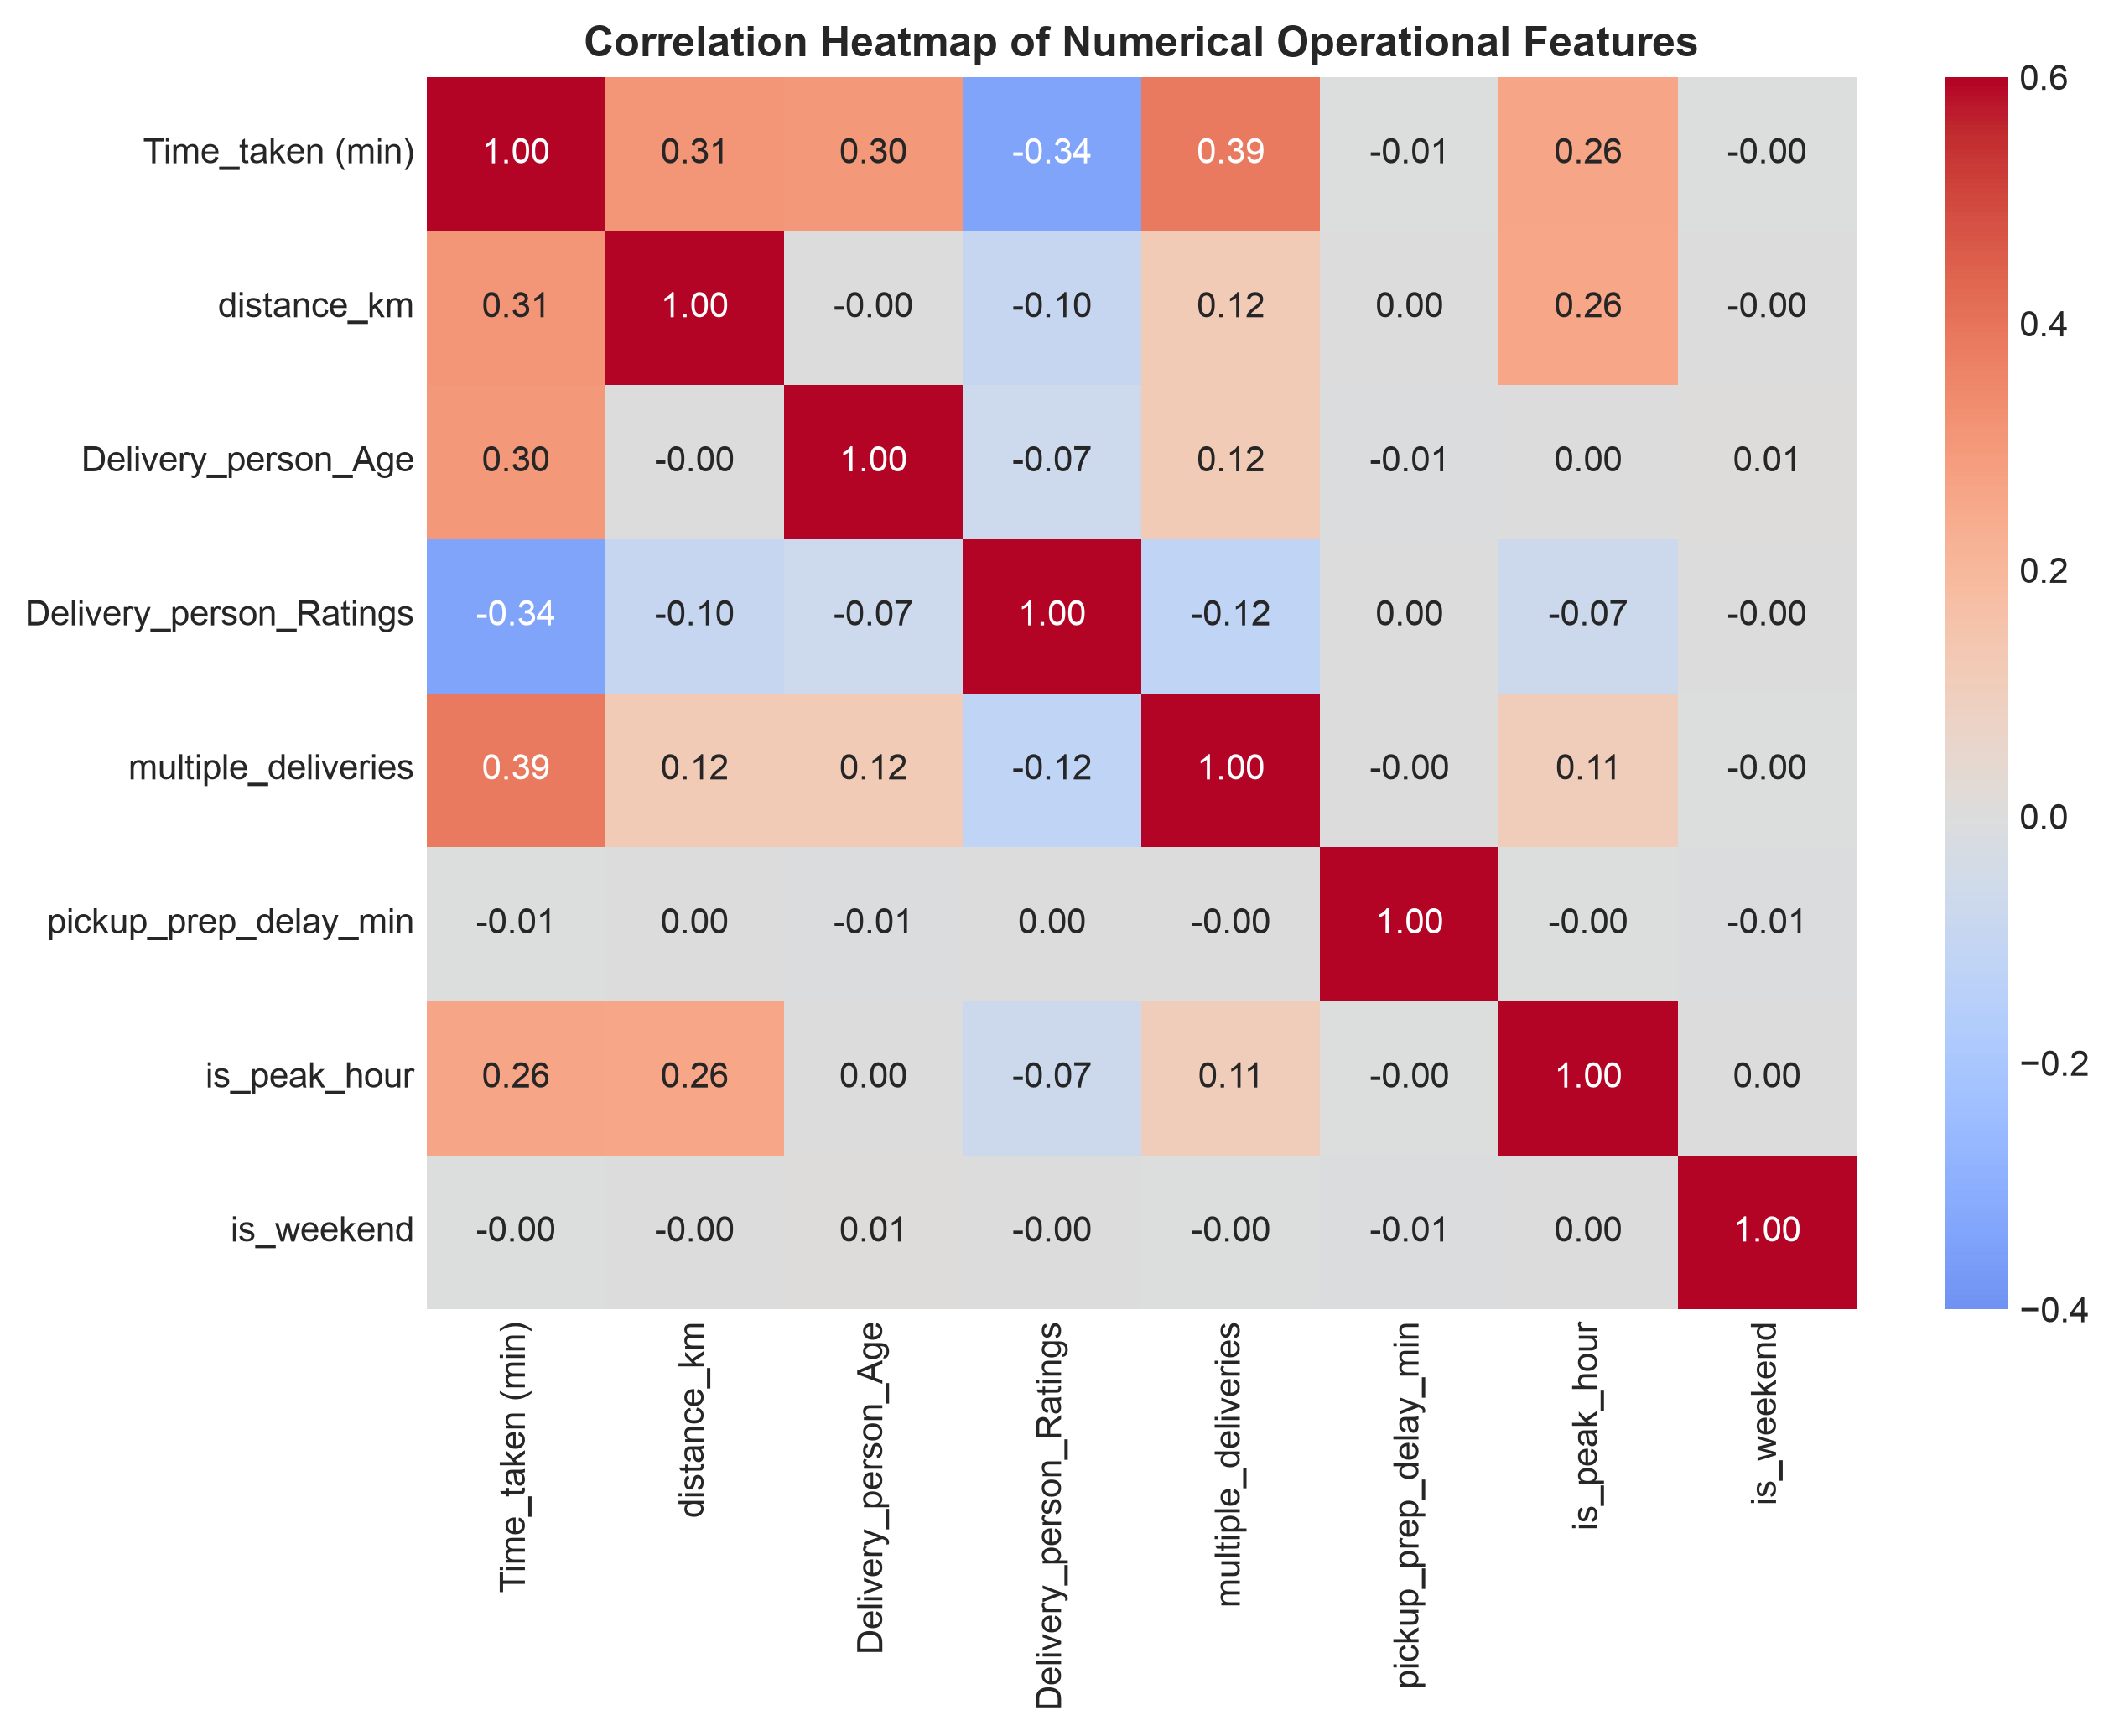 Correlation Heatmap of Numerical Operational Features
Time_taken (min) 1.00 0.31 0.30 -0.34 0.39 -0.01 0.26 -0.00
distance_km 0.31 1.00 -0.00 -0.10 0.12 0.00 0.26 -0.00
Delivery_person_Age 0.30 -0.00 1.00 -0.07 0.12 -0.01 0.00 0.01
Delivery_person_Ratings -0.34 -0.10 -0.07 1.00 -0.12 0.00 -0.07 -0.00
multiple_deliveries 0.39 0.12 0.12 -0.12 1.00 -0.00 0.11 -0.00
pickup_prep_delay_min -0.01 0.00 -0.01 0.00 -0.00 1.00 -0.00 -0.01
is_peak_hour 0.26 0.26 0.00 -0.07 0.11 -0.00 1.00 0.00
is_weekend -0.00 -0.00 0.01 -0.00 -0.00 -0.01 0.00 1.00
Time_taken (min)
distance_km
Delivery_person_Age
Delivery_person_Ratings
multiple_deliveries
pickup_prep_delay_min
is_peak_hour
is_weekend
0.6
0.4
0.2
0.0
−0.2
−0.4